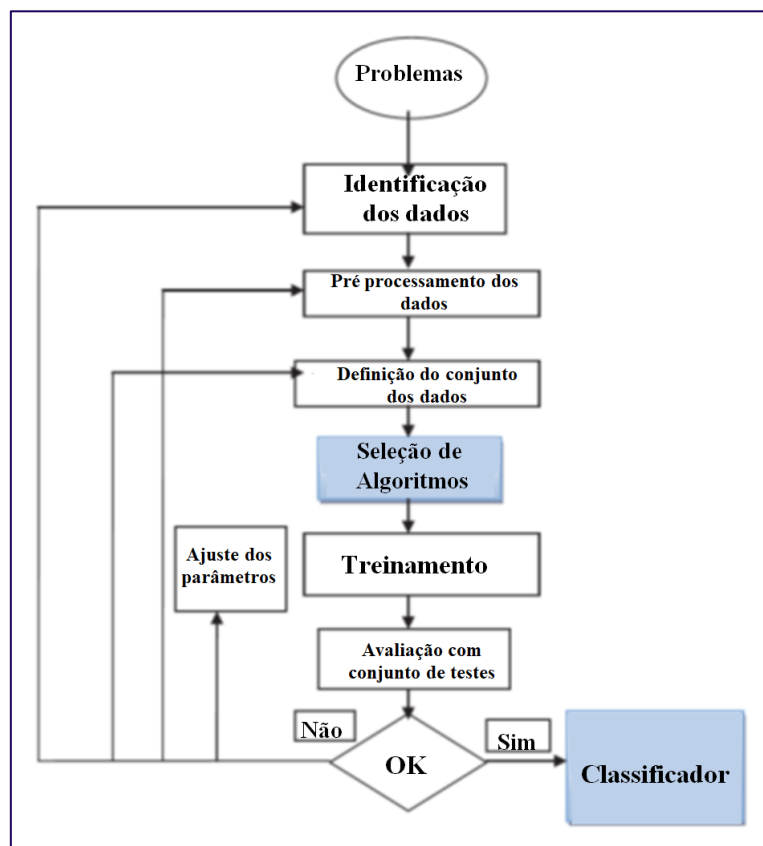 Problemas
Identificação
dos dados
Pré processamento dos
dados
Definição do conjunto
dos dados
Seleção de
Algoritmos
Ajuste dos
parâmetros
Treinamento
Avaliação com
conjunto de testes
Não
OK
Sim
Classificador